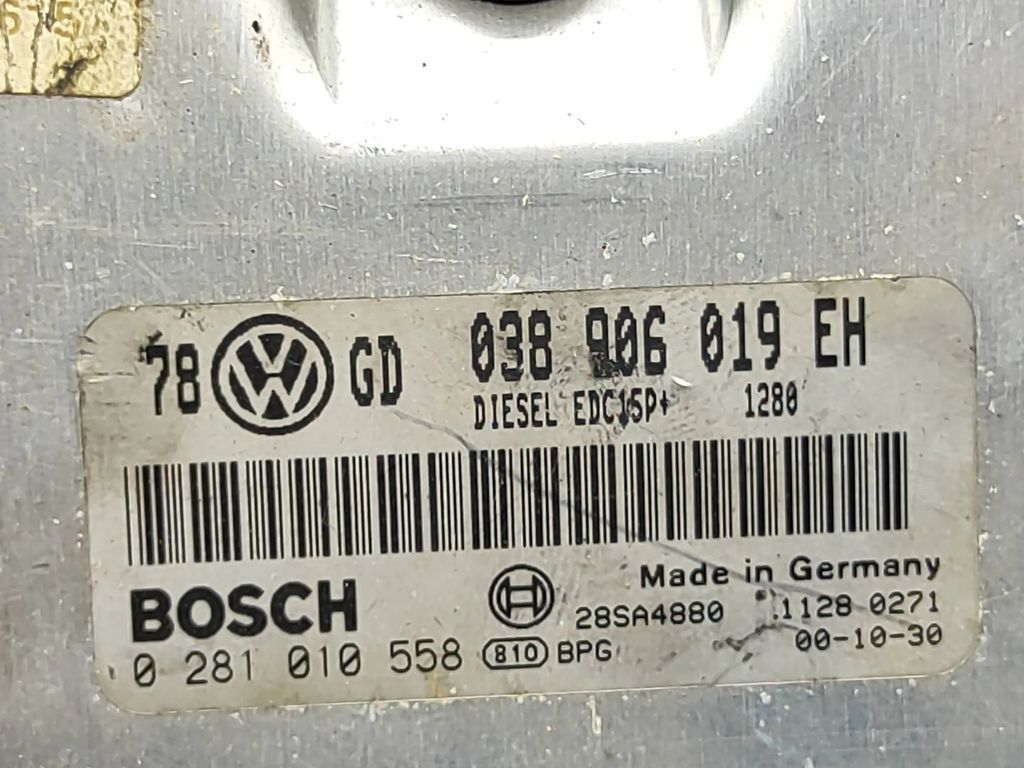 78 GD 038 906 019 EH
DIESEL EDC15P+ 1280
BOSCH
Made in Germany
28SA4880 1128 0271
0 281 010 558 810 BPG 00-10-30